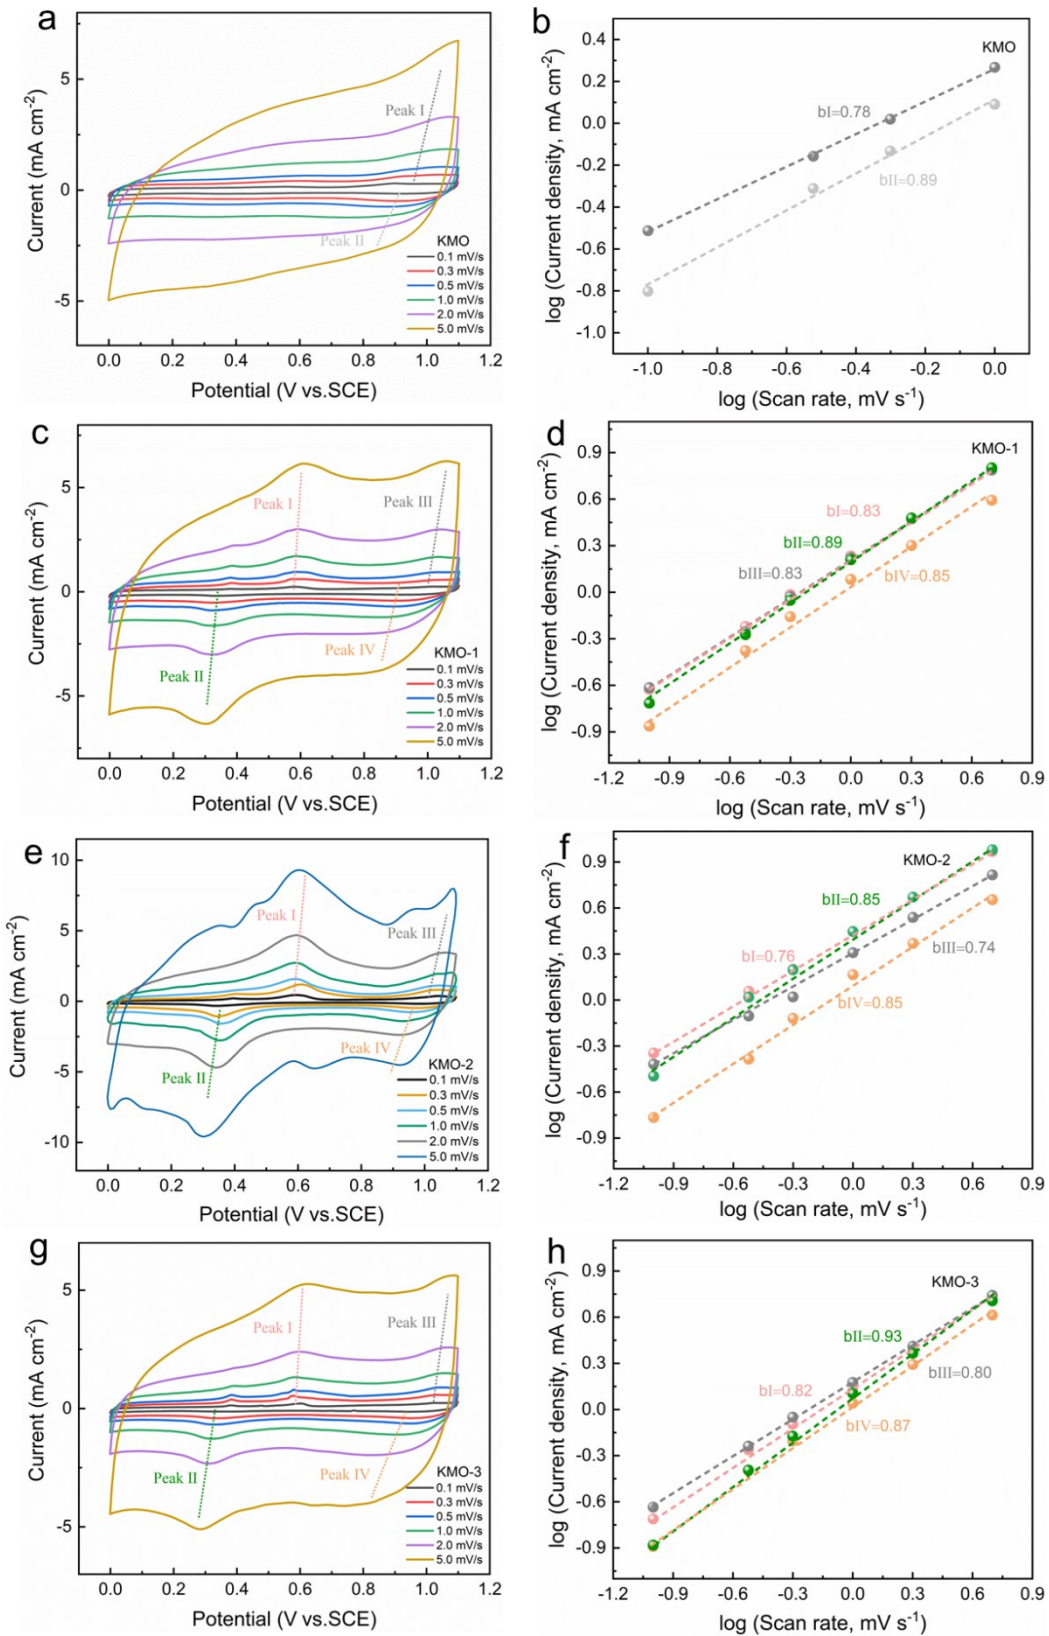 a
Current (mA cm⁻²)
5
0
-5
Peak I
Peak II
KMO
0.1 mV/s
0.3 mV/s
0.5 mV/s
1.0 mV/s
2.0 mV/s
5.0 mV/s
0.0 0.2 0.4 0.6 0.8 1.0 1.2
Potential (V vs.SCE)
b
log (Current density, mA cm⁻²)
0.4
0.2
0.0
-0.2
-0.4
-0.6
-0.8
-1.0
KMO
bI=0.78
bII=0.89
-1.0 -0.8 -0.6 -0.4 -0.2 0.0
log (Scan rate, mV s⁻¹)
c
Current (mA cm⁻²)
5
0
-5
Peak I
Peak III
Peak II
Peak IV
KMO-1
0.1 mV/s
0.3 mV/s
0.5 mV/s
1.0 mV/s
2.0 mV/s
5.0 mV/s
0.0 0.2 0.4 0.6 0.8 1.0 1.2
Potential (V vs.SCE)
d
log (Current density, mA cm⁻²)
0.9
0.6
0.3
0.0
-0.3
-0.6
-0.9
KMO-1
bI=0.83
bII=0.89
bIII=0.83
bIV=0.85
-1.2 -0.9 -0.6 -0.3 0.0 0.3 0.6 0.9
log (Scan rate, mV s⁻¹)
e
Current (mA cm⁻²)
10
5
0
-5
-10
Peak I
Peak III
Peak II
Peak IV
KMO-2
0.1 mV/s
0.3 mV/s
0.5 mV/s
1.0 mV/s
2.0 mV/s
5.0 mV/s
0.0 0.2 0.4 0.6 0.8 1.0 1.2
Potential (V vs.SCE)
f
log (Current density, mA cm⁻²)
0.9
0.6
0.3
0.0
-0.3
-0.6
-0.9
KMO-2
bII=0.85
bI=0.76
bIII=0.74
bIV=0.85
-1.2 -0.9 -0.6 -0.3 0.0 0.3 0.6 0.9
log (Scan rate, mV s⁻¹)
g
Current (mA cm⁻²)
5
0
-5
Peak I
Peak III
Peak II
Peak IV
KMO-3
0.1 mV/s
0.3 mV/s
0.5 mV/s
1.0 mV/s
2.0 mV/s
5.0 mV/s
0.0 0.2 0.4 0.6 0.8 1.0 1.2
Potential (V vs.SCE)
h
log (Current density, mA cm⁻²)
0.9
0.6
0.3
0.0
-0.3
-0.6
-0.9
KMO-3
bII=0.93
bI=0.82
bIII=0.80
bIV=0.87
-1.2 -0.9 -0.6 -0.3 0.0 0.3 0.6 0.9
log (Scan rate, mV s⁻¹)